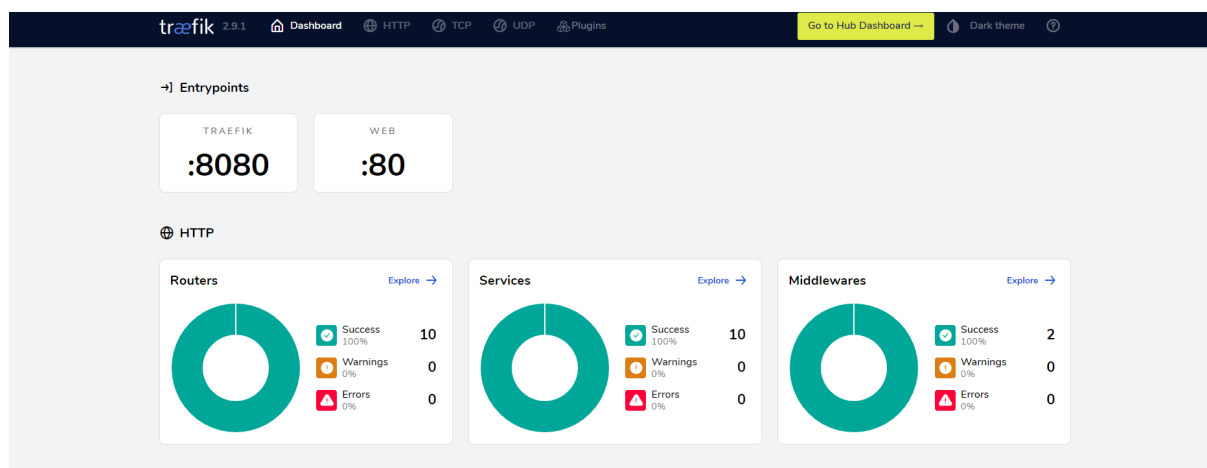 træfik 2.9.1 Dashboard HTTP TCP UDP Plugins Go to Hub Dashboard → Dark theme
Entrypoints
TRAEFIK
:8080
WEB
:80
HTTP
Routers Explore →
Success 10
100%
Warnings 0
0%
Errors 0
0%
Services Explore →
Success 10
100%
Warnings 0
0%
Errors 0
0%
Middlewares Explore →
Success 2
100%
Warnings 0
0%
Errors 0
0%